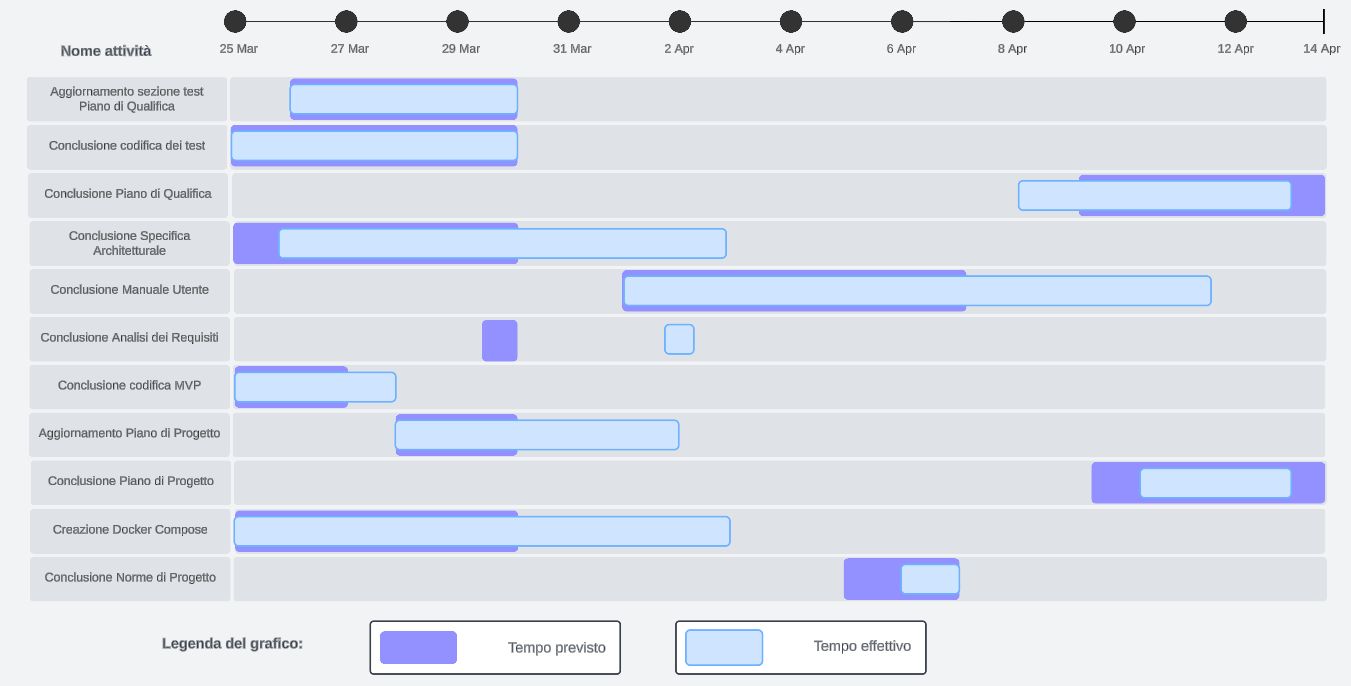 Nome attività
25 Mar
27 Mar
29 Mar
31 Mar
2 Apr
4 Apr
6 Apr
8 Apr
10 Apr
12 Apr
14 Apr
Aggiornamento sezione test
Piano di Qualifica
Conclusione codifica dei test
Conclusione Piano di Qualifica
Conclusione Specifica
Architetturale
Conclusione Manuale Utente
Conclusione Analisi dei Requisiti
Conclusione codifica MVP
Aggiornamento Piano di Progetto
Conclusione Piano di Progetto
Creazione Docker Compose
Conclusione Norme di Progetto
Legenda del grafico:
Tempo previsto
Tempo effettivo